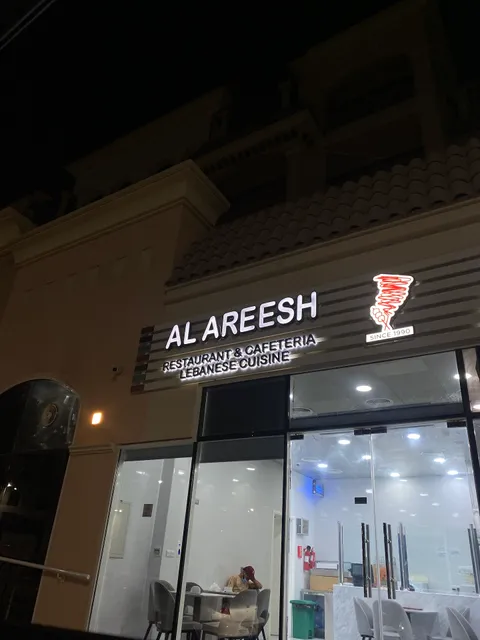 AL AREESH
RESTAURANT & CAFETERIA
LEBANESE CUISINE
SINCE 1990